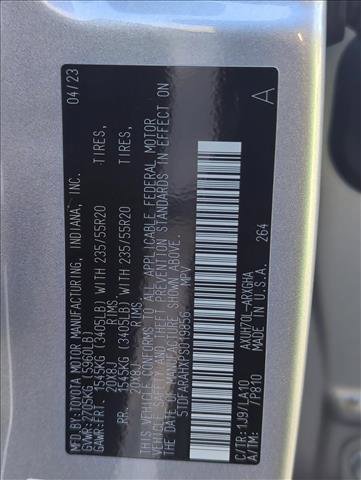 MFD.BY:TOYOTA MOTOR MANUFACTURING, INDIANA, INC. 04/23
GVWR:2705KG(5960LB)
GAWR:FRT. 1545KG (3405LB) WITH 235/55R20 TIRES,
20X8J RIMS,
RR. 1545KG (3405LB) WITH 235/55R20 TIRES,
20X8J RIMS,
THIS VEHICLE CONFORMS TO ALL APPLICABLE FEDERAL MOTOR
VEHICLE SAFETY AND THEFT PREVENTION STANDARDS IN EFFECT ON
THE DATE OF MANUFACTURE SHOWN ABOVE.
MPV A
C/TR:1J9/LA10 AXUH70L-ARXGHA
A/TM: /P810 MADE IN U.S.A. 264